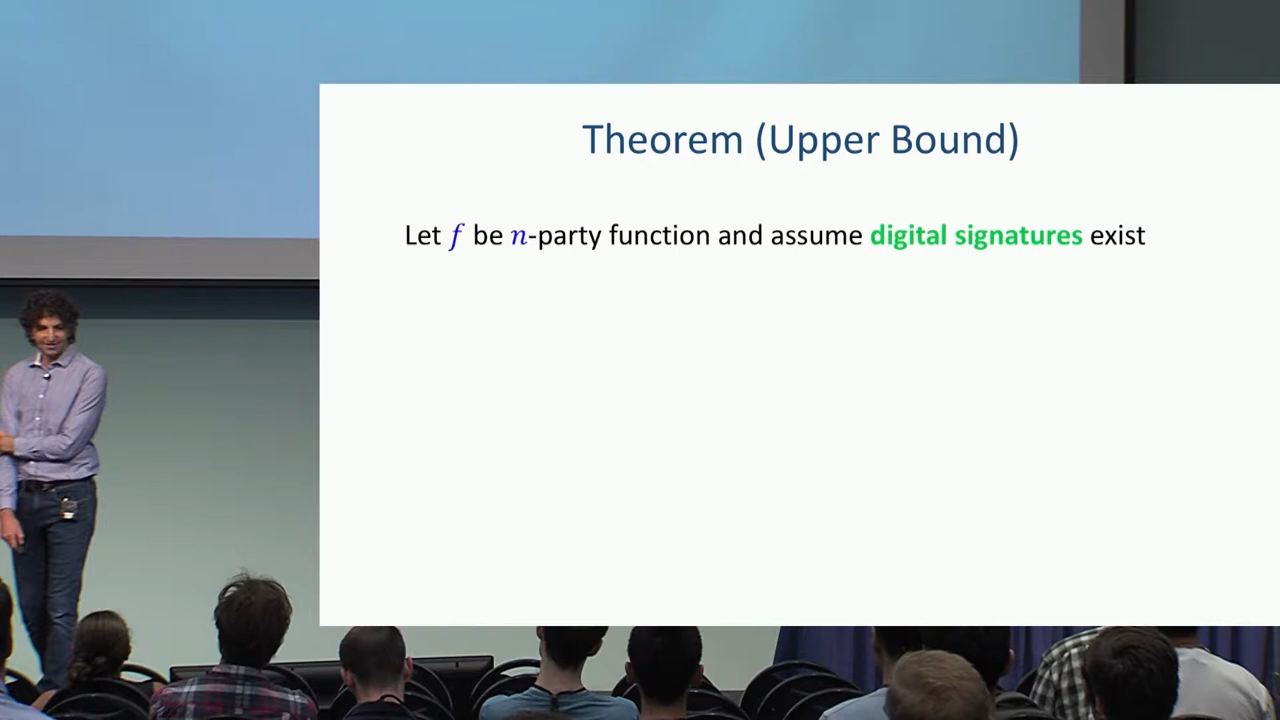 Theorem (Upper Bound)
Let f be n-party function and assume digital signatures exist